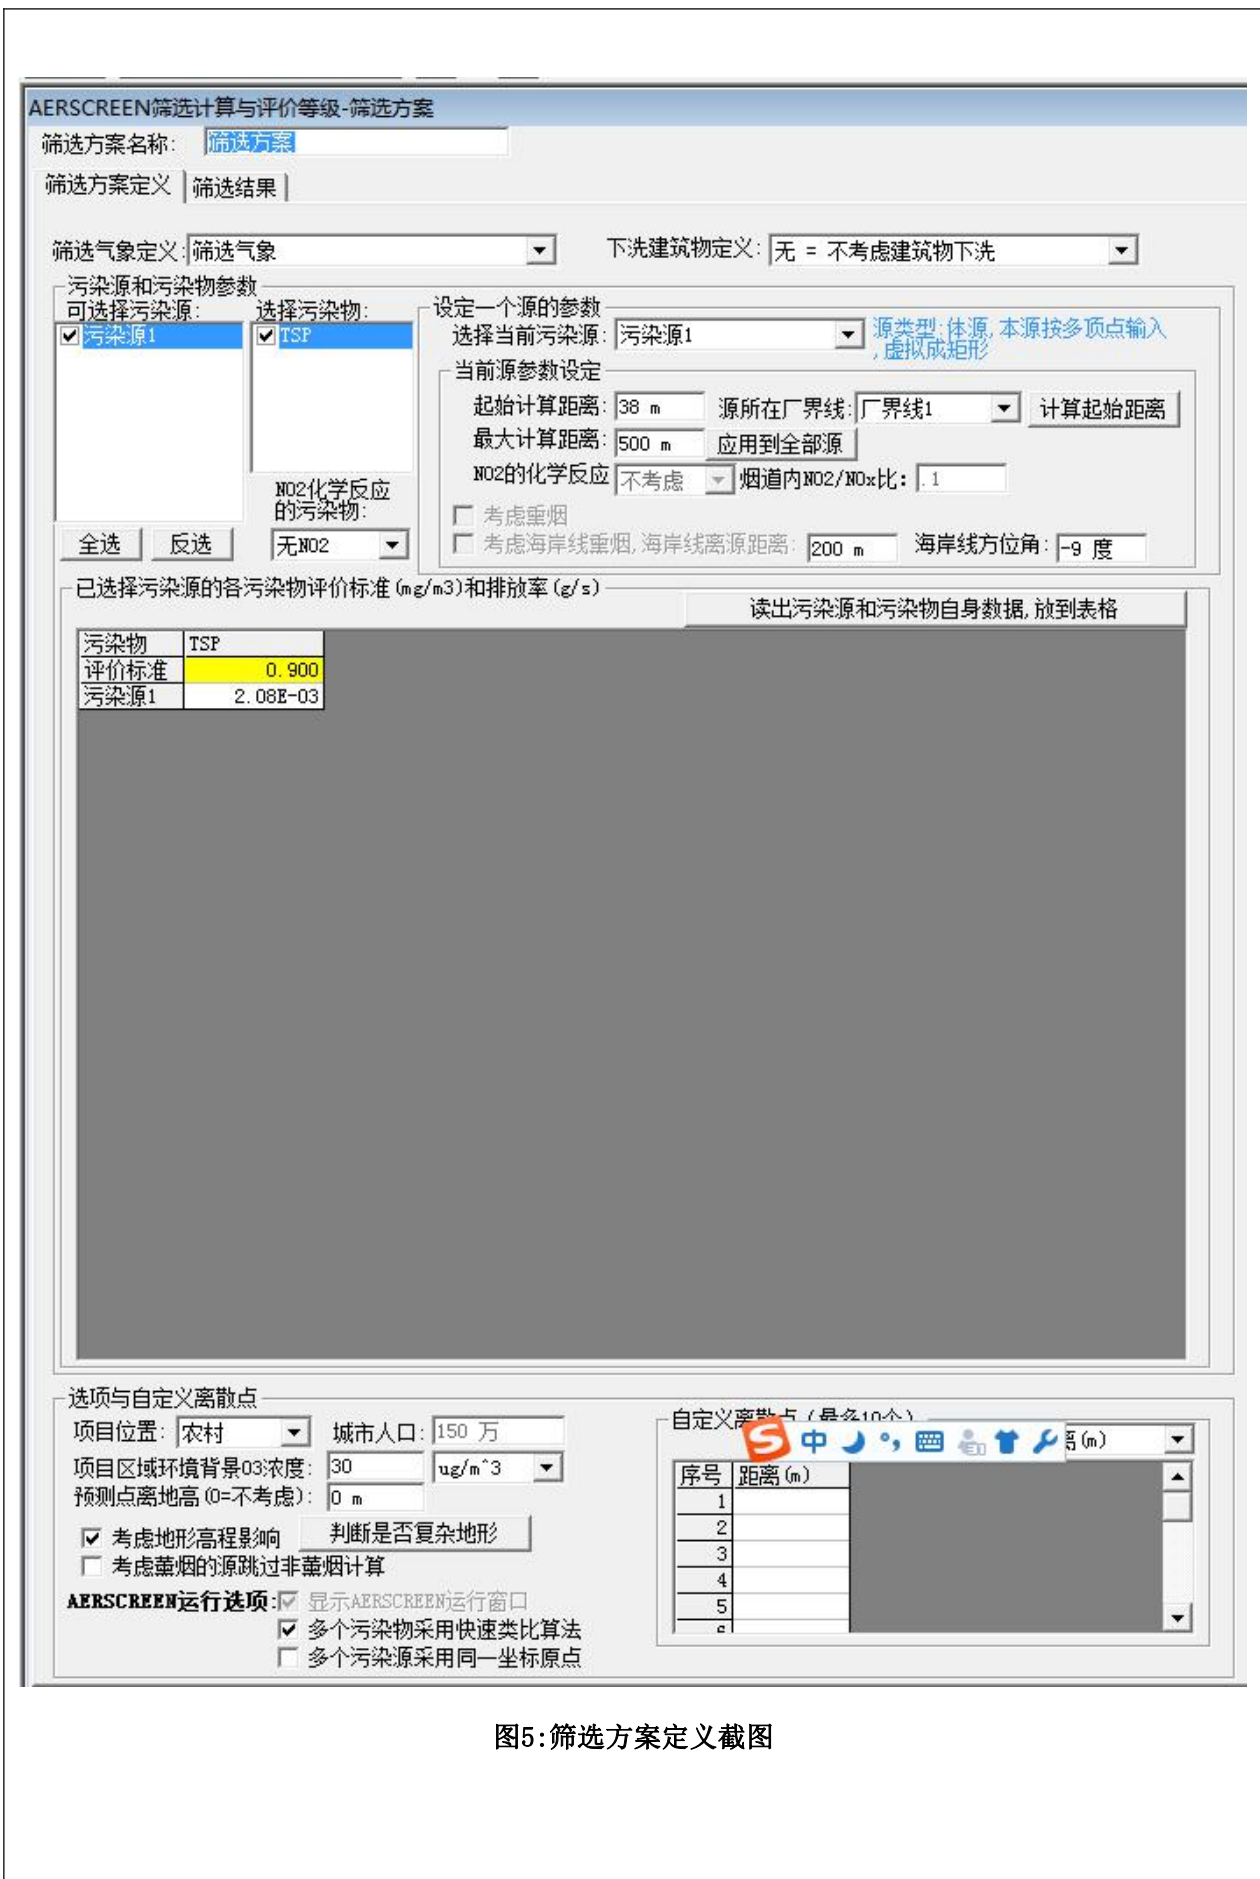 AERSCREEN筛选计算与评价等级-筛选方案
筛选方案名称: 筛选方案
筛选方案定义 筛选结果
筛选气象定义: 筛选气象 下洗建筑物定义: 无 = 不考虑建筑物下洗
污染源和污染物参数
可选择污染源: 选择污染物:
污染源1 TSP
NO2化学反应
的污染物:
全选 反选 无NO2
设定一个源的参数
选择当前污染源: 污染源1 源类型:体源,本源按多顶点输入
,虚拟成矩形
当前源参数设定
起始计算距离: 38 m 源所在厂界线: 厂界线1 计算起始距离
最大计算距离: 500 m 应用到全部源
NO2的化学反应 不考虑 烟道内NO2/NOx比: .1
考虑重烟
考虑海岸线重烟,海岸线离源距离: 200 m 海岸线方位角: -9 度
已选择污染源的各污染物评价标准(mg/m3)和排放率(g/s)
读出污染源和污染物自身数据,放到表格
污染物 TSP
评价标准 0.900
污染源1 2.08E-03
选项与自定义离散点
项目位置: 农村 城市人口: 150 万
项目区域环境背景O3浓度: 30 ug/m^3
预测点离地高(0=不考虑): 0 m
考虑地形高程影响 判断是否复杂地形
考虑薰烟的源跳过非薰烟计算
AERSCREEN运行选项: 显示AERSCREEN运行窗口
多个污染物采用快速类比算法
多个污染源采用同一坐标原点
自定义离散点(最多10个)
中 离(m)
序号 距离(m)
1
2
3
4
5
6
图5:筛选方案定义截图